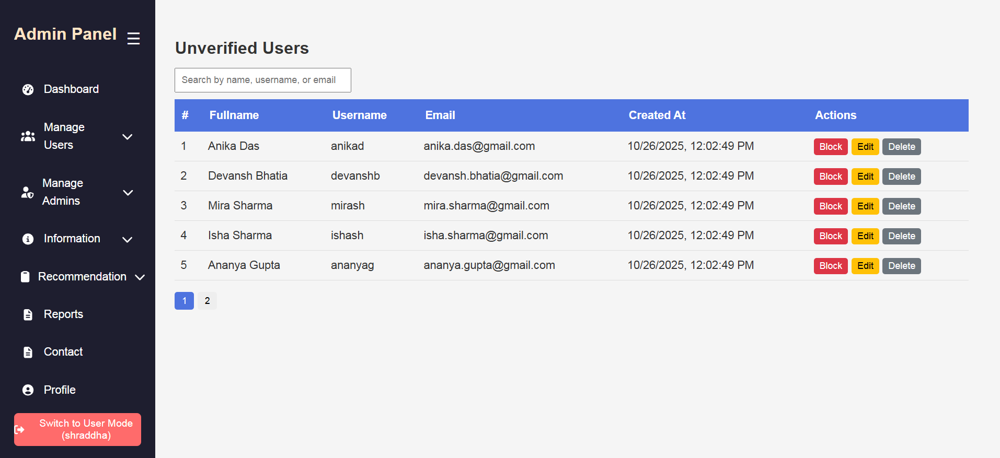 Admin Panel
Dashboard
Manage
Users
Manage
Admins
Information
Recommendation
Reports
Contact
Profile
Switch to User Mode
(shraddha)
Unverified Users
Search by name, username, or email
# Fullname Username Email Created At Actions
1 Anika Das anikad anika.das@gmail.com 10/26/2025, 12:02:49 PM Block Edit Delete
2 Devansh Bhatia devanshb devansh.bhatia@gmail.com 10/26/2025, 12:02:49 PM Block Edit Delete
3 Mira Sharma mirash mira.sharma@gmail.com 10/26/2025, 12:02:49 PM Block Edit Delete
4 Isha Sharma ishash isha.sharma@gmail.com 10/26/2025, 12:02:49 PM Block Edit Delete
5 Ananya Gupta ananyag ananya.gupta@gmail.com 10/26/2025, 12:02:49 PM Block Edit Delete
1 2